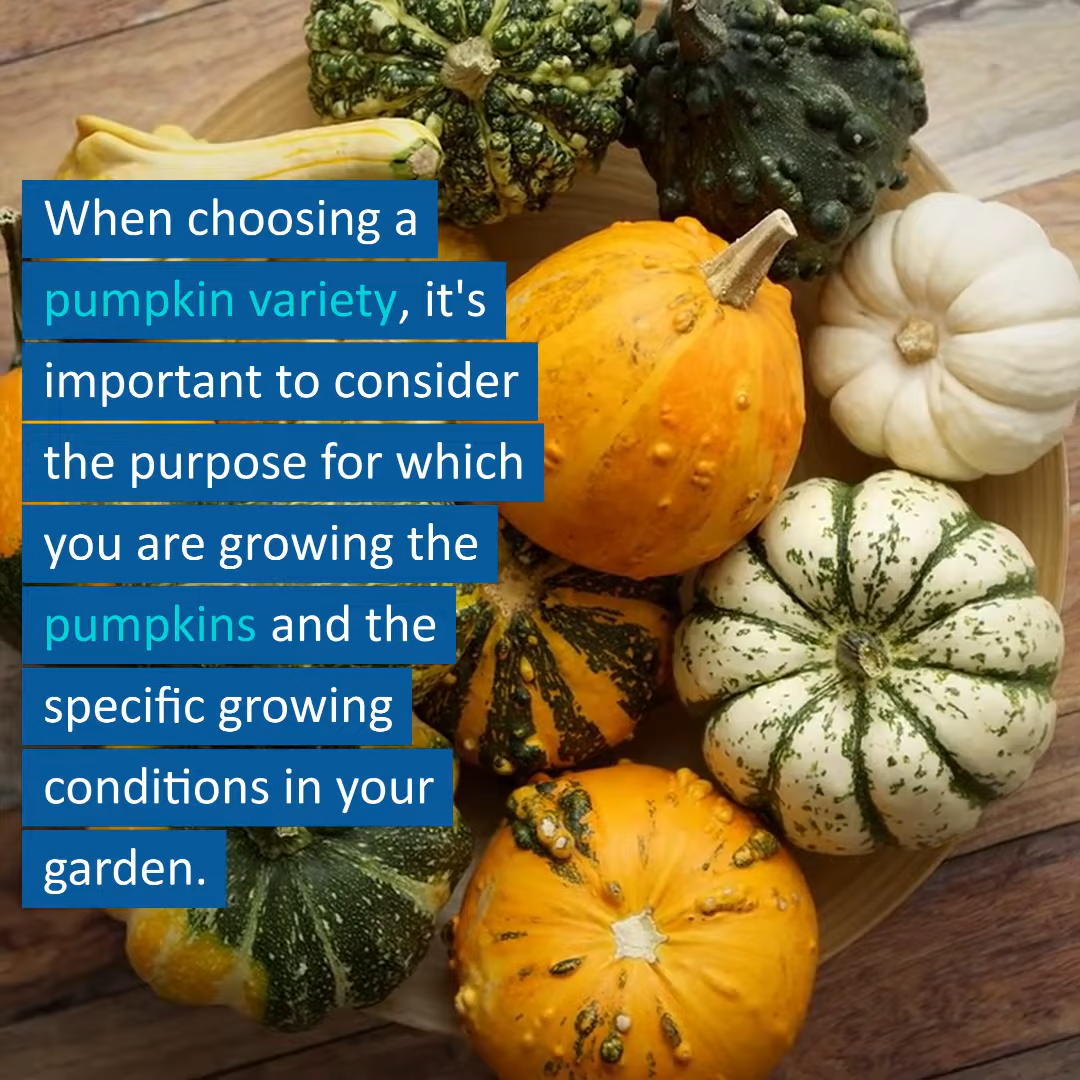 When choosing a
pumpkin variety, it's
important to consider
the purpose for which
you are growing the
pumpkins and the
specific growing
conditions in your
garden.